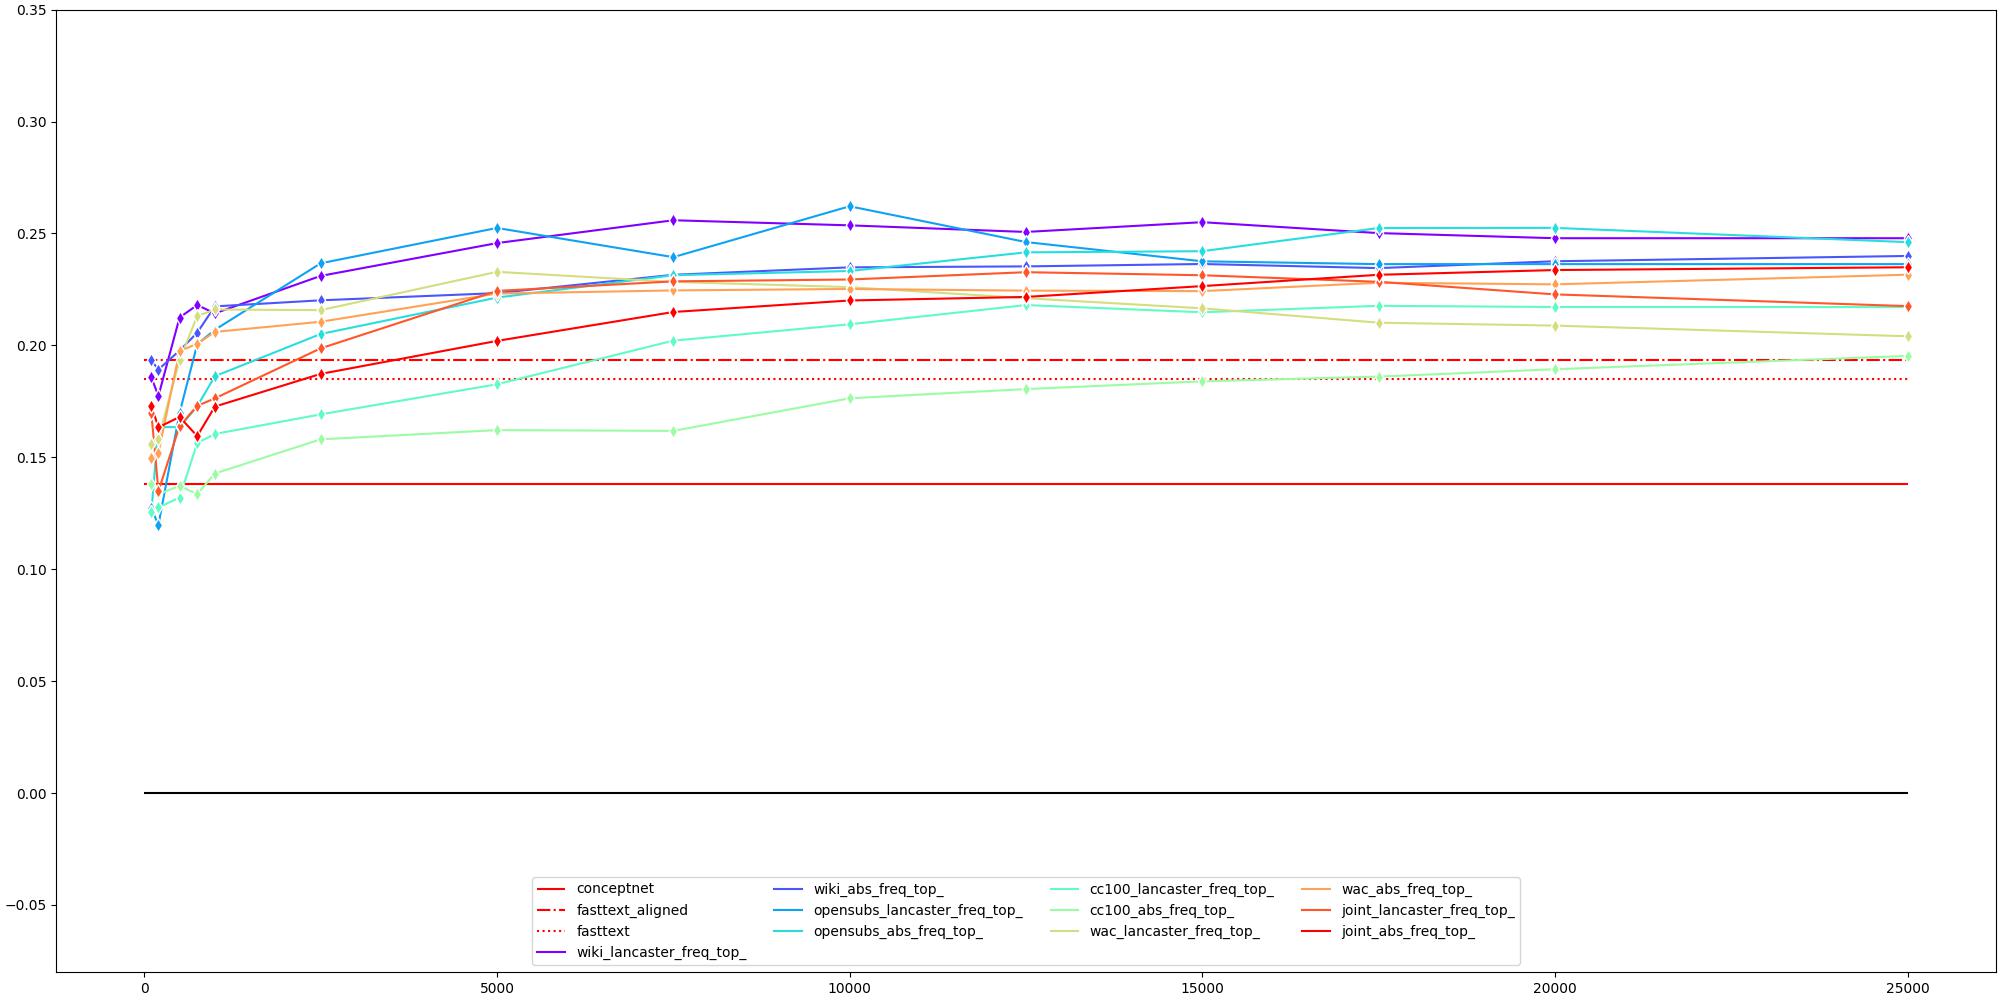 0.35
0.30
0.25
0.20
0.15
0.10
0.05
0.00
−0.05
conceptnet
fasttext_aligned
fasttext
wiki_lancaster_freq_top_
wiki_abs_freq_top_
opensubs_lancaster_freq_top_
opensubs_abs_freq_top_
cc100_lancaster_freq_top_
cc100_abs_freq_top_
wac_lancaster_freq_top_
wac_abs_freq_top_
joint_lancaster_freq_top_
joint_abs_freq_top_
0 5000 10000 15000 20000 25000